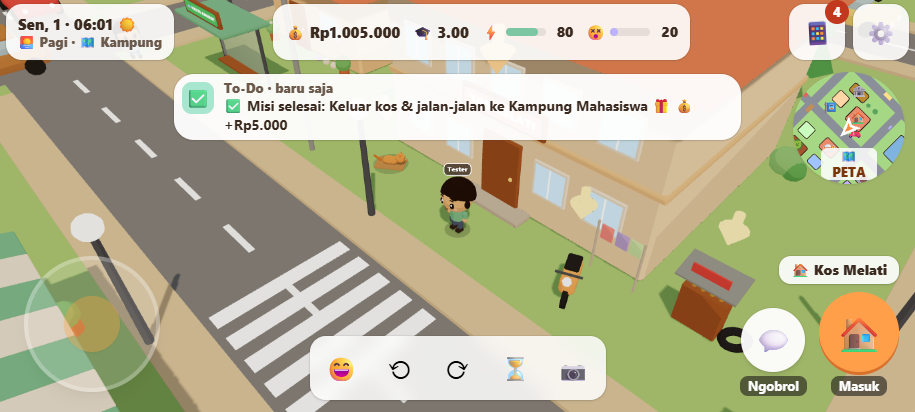 Sen, 1 · 06:01
Pagi · Kampung
Rp1.005.000
3.00
80
20
4
To-Do · baru saja
Misi selesai: Keluar kos & jalan-jalan ke Kampung Mahasiswa
+Rp5.000
Tester
PETA
Kos Melati
Ngobrol
Masuk